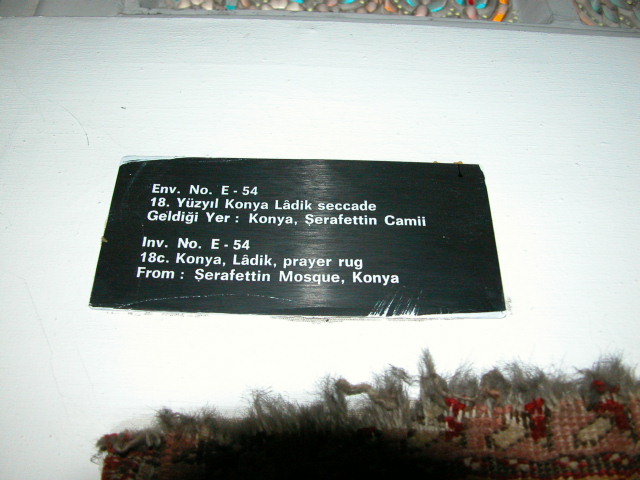 Env. No. E - 54
18. Yüzyıl Konya Lâdik seccade
Geldiği Yer : Konya, Şerafettin Camii
Inv. No. E - 54
18c. Konya, Lâdik, prayer rug
From : Şerafettin Mosque, Konya